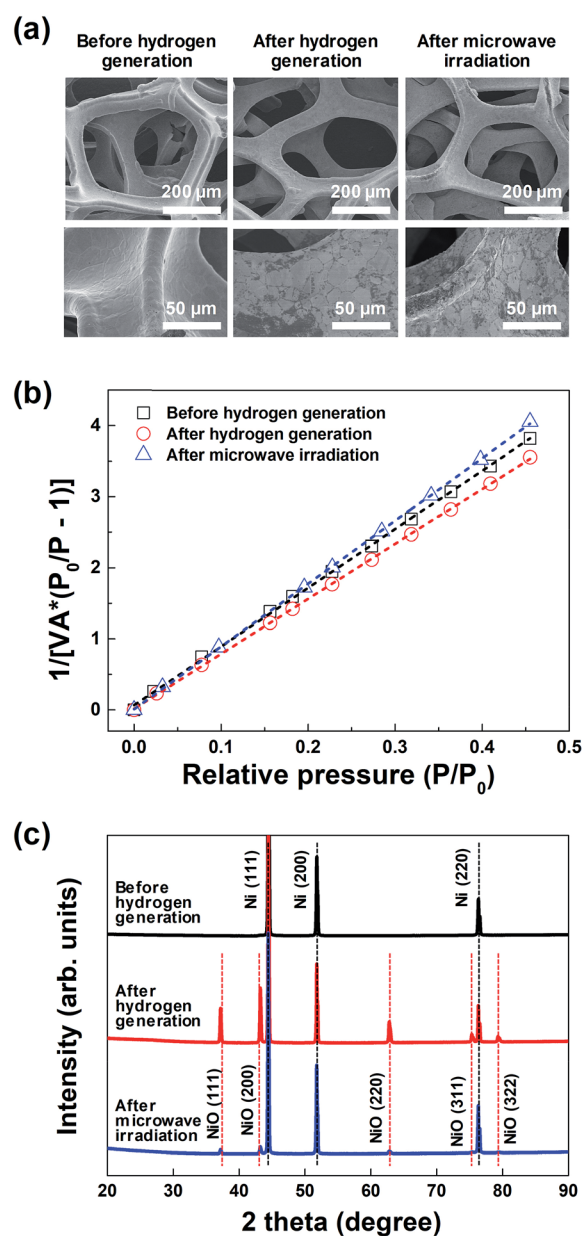 (a)
Before hydrogen
generation
After hydrogen
generation
After microwave
irradiation
200 µm
200 µm
200 µm
50 µm
50 µm
50 µm
(b)
1/[VA*(P0/P - 1)]
4
3
2
1
0
Before hydrogen generation
After hydrogen generation
After microwave irradiation
0.0 0.1 0.2 0.3 0.4 0.5
Relative pressure (P/P0)
(c)
Intensity (arb. units)
Before
hydrogen
generation
Ni (111)
Ni (200)
Ni (220)
After
hydrogen
generation
After
microwave
irradiation
NiO (111)
NiO (200)
NiO (220)
NiO (311)
NiO (322)
20 30 40 50 60 70 80 90
2 theta (degree)